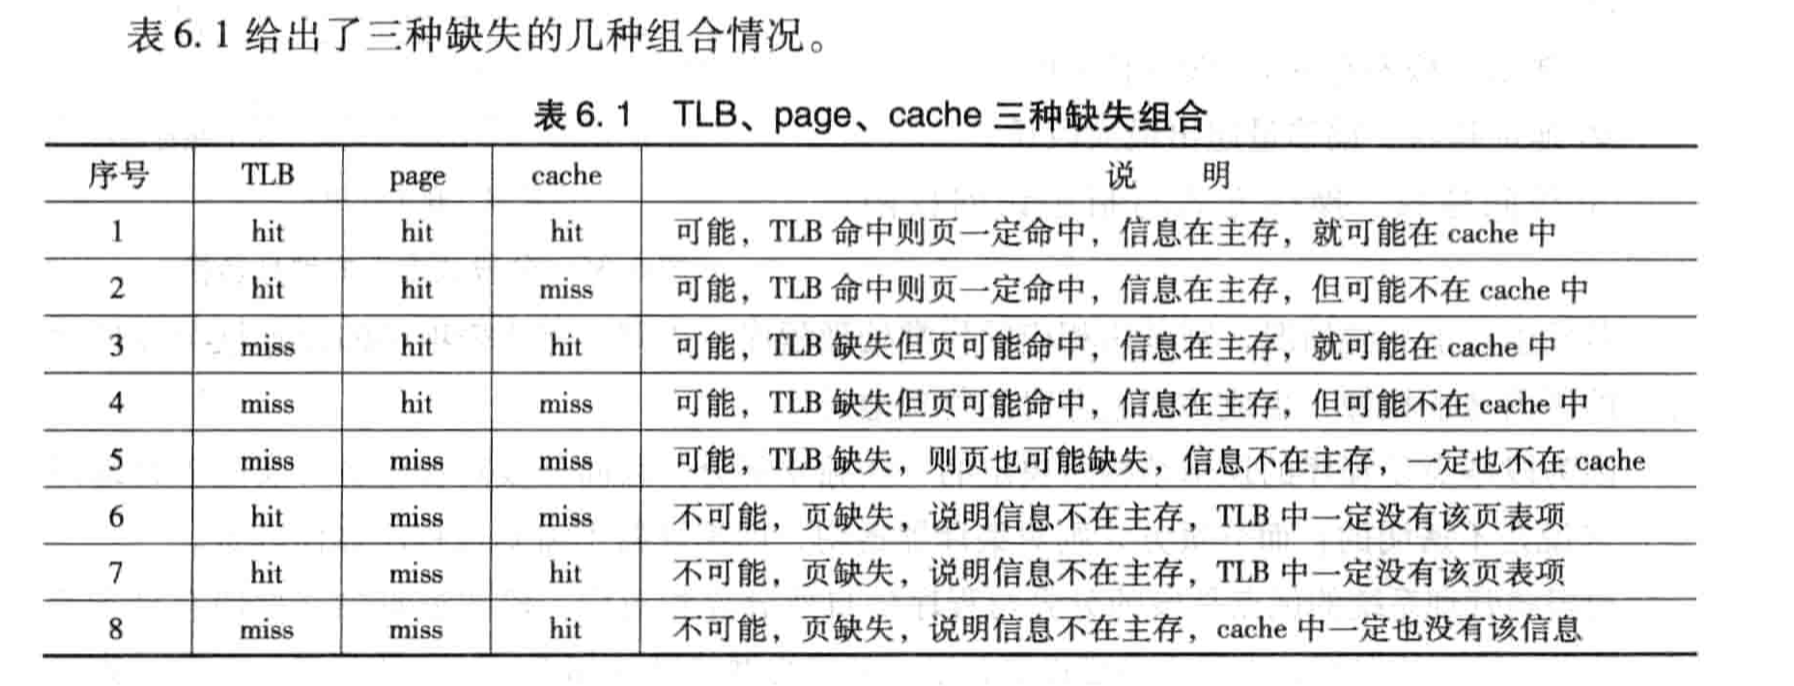 表 6.1 给出了三种缺失的几种组合情况。
表 6.1 TLB、page、cache 三种缺失组合
序号 TLB page cache 说 明
1 hit hit hit 可能，TLB 命中则页一定命中，信息在主存，就可能在 cache 中
2 hit hit miss 可能，TLB 命中则页一定命中，信息在主存，但可能不在 cache 中
3 miss hit hit 可能，TLB 缺失但页可能命中，信息在主存，就可能在 cache 中
4 miss hit miss 可能，TLB 缺失但页可能命中，信息在主存，但可能不在 cache 中
5 miss miss miss 可能，TLB 缺失，则页也可能缺失，信息不在主存，一定也不在 cache
6 hit miss miss 不可能，页缺失，说明信息不在主存，TLB 中一定没有该页表项
7 hit miss hit 不可能，页缺失，说明信息不在主存，TLB 中一定没有该页表项
8 miss miss hit 不可能，页缺失，说明信息不在主存，cache 中一定也没有该信息